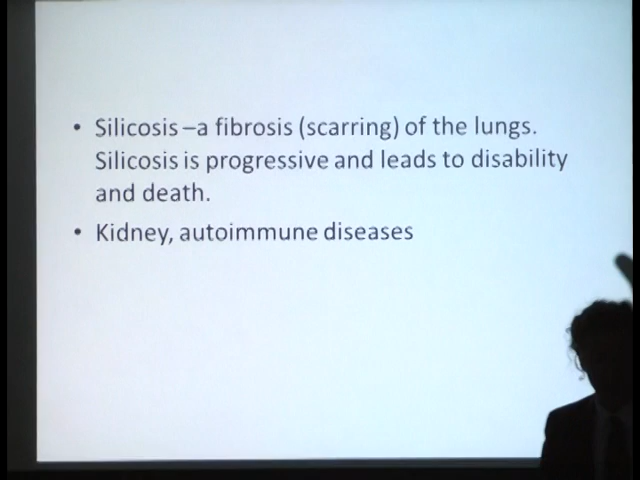 • Silicosis –a fibrosis (scarring) of the lungs.
Silicosis is progressive and leads to disability
and death.
• Kidney, autoimmune diseases